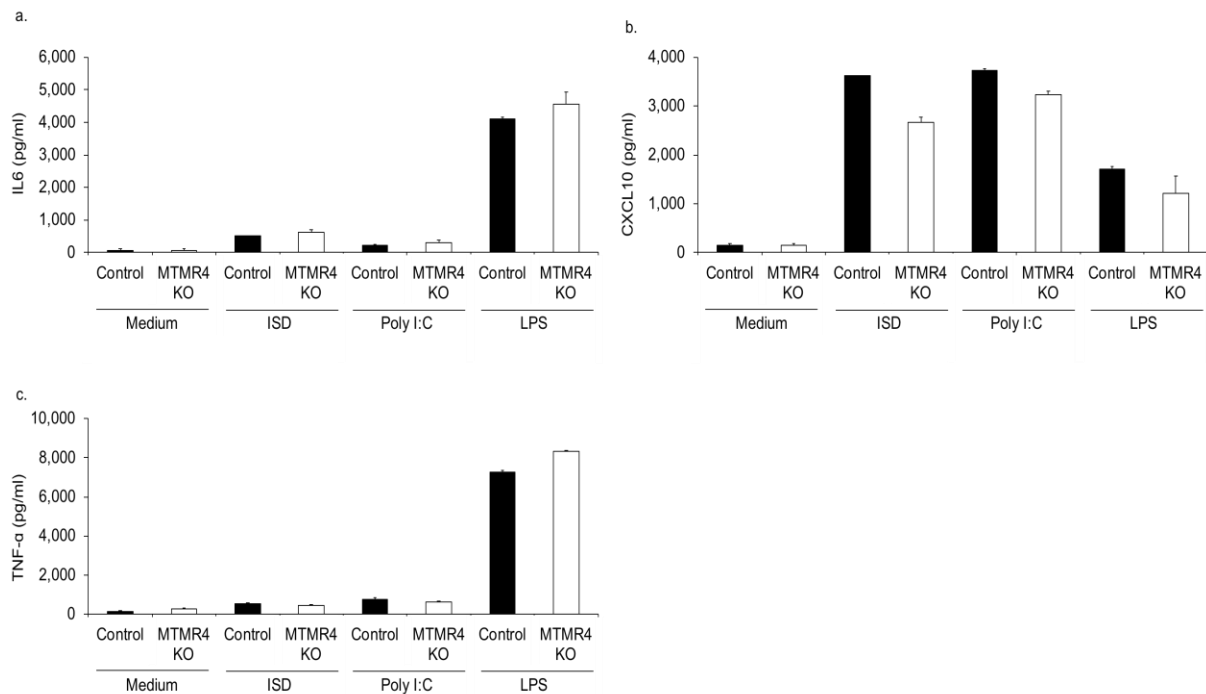 a.
6,000
5,000
4,000
3,000
2,000
1,000
0
IL6 (pg/ml)
Control MTMR4 KO Control MTMR4 KO Control MTMR4 KO Control MTMR4 KO
Medium ISD Poly I:C LPS
b.
4,000
3,000
2,000
1,000
0
CXCL10 (pg/ml)
Control MTMR4 KO Control MTMR4 KO Control MTMR4 KO Control MTMR4 KO
Medium ISD Poly I:C LPS
c.
10,000
8,000
6,000
4,000
2,000
0
TNF-α (pg/ml)
Control MTMR4 KO Control MTMR4 KO Control MTMR4 KO Control MTMR4 KO
Medium ISD Poly I:C LPS